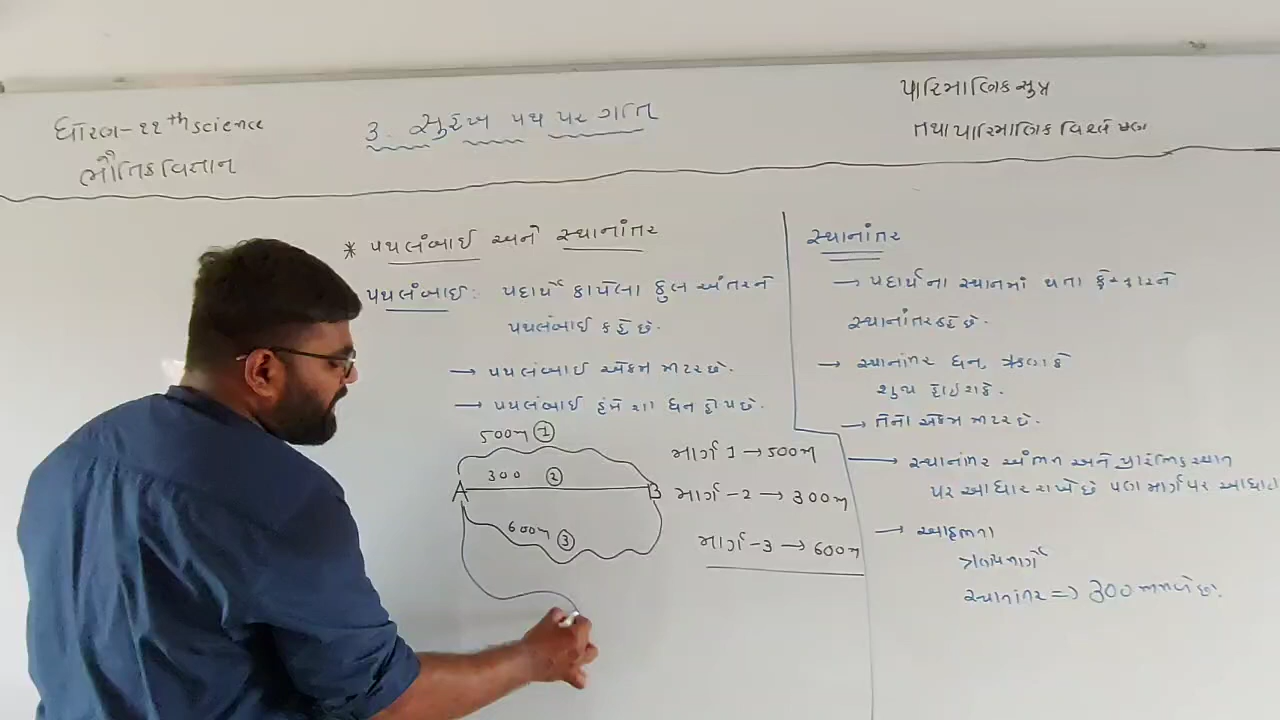 ધોરણ-૧૧ th science
ભૌતિકવિજ્ઞાન
3. સુરેખ પથ પર ગતિ
પારિમાણિક સુત્ર
તથા પારિમાણિક વિશ્લેષણ
* પથલંબાઈ અને સ્થાનાંતર
પથલંબાઈ: પદાર્થે કાપેલા કુલ અંતરને
પથલંબાઈ કહે છે.
→ પથલંબાઈ એકમ મીટર છે.
→ પથલંબાઈ હંમેશા ધન હોય છે.
500m ①
300 ②
A B
600m ③
માર્ગ 1 → 500m
માર્ગ-2 → 300m
માર્ગ-3 → 600m
સ્થાનાંતર
→ પદાર્થના સ્થાનમાં થતા ફેરફારને
સ્થાનાંતર કહે છે.
→ સ્થાનાંતર ધન, ઋણ કે
શુન્ય હોઈ શકે.
→ તેનો એકમ મીટર છે.
→ સ્થાનાંતર અંતિમ અને પ્રારંભિક સ્થાન
પર આધાર રાખે છે પણ માર્ગ પર આધાર
→ આકૃતિના
ત્રણેય માર્ગે
સ્થાનાંતર => 300m મળે છે.